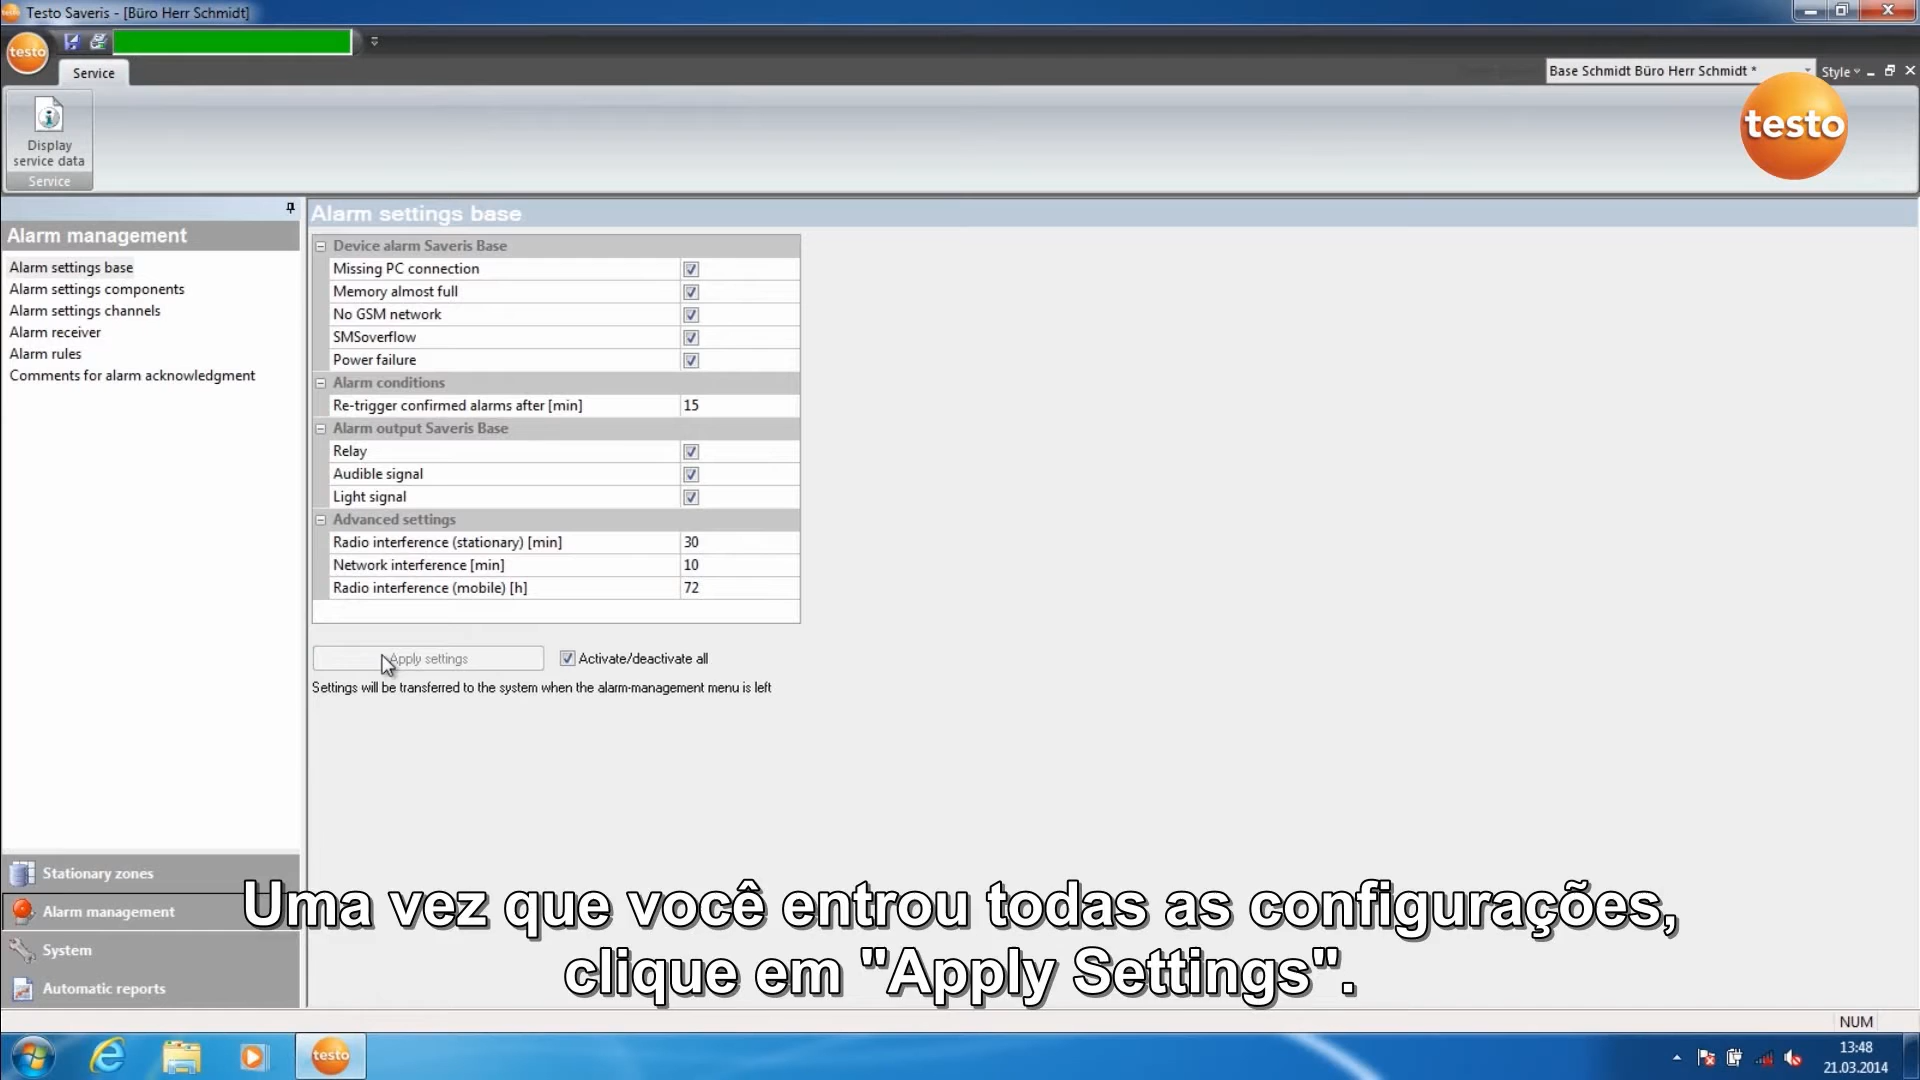 Testo Saveris - [Büro Herr Schmidt]
testo
Service
Base Schmidt Büro Herr Schmidt *
Style
Display
service data
Service
testo
Alarm management
Alarm settings base
Alarm settings components
Alarm settings channels
Alarm receiver
Alarm rules
Comments for alarm acknowledgment
Alarm settings base
Device alarm Saveris Base
Missing PC connection
Memory almost full
No GSM network
SMSoverflow
Power failure
Alarm conditions
Re-trigger confirmed alarms after [min] 15
Alarm output Saveris Base
Relay
Audible signal
Light signal
Advanced settings
Radio interference (stationary) [min] 30
Network interference [min] 10
Radio interference (mobile) [h] 72
Apply settings
Activate/deactivate all
Settings will be transferred to the system when the alarm-management menu is left
Stationary zones
Alarm management
System
Automatic reports
Uma vez que você entrou todas as configurações,
clique em "Apply Settings".
NUM
testo
13:48
21.03.2014